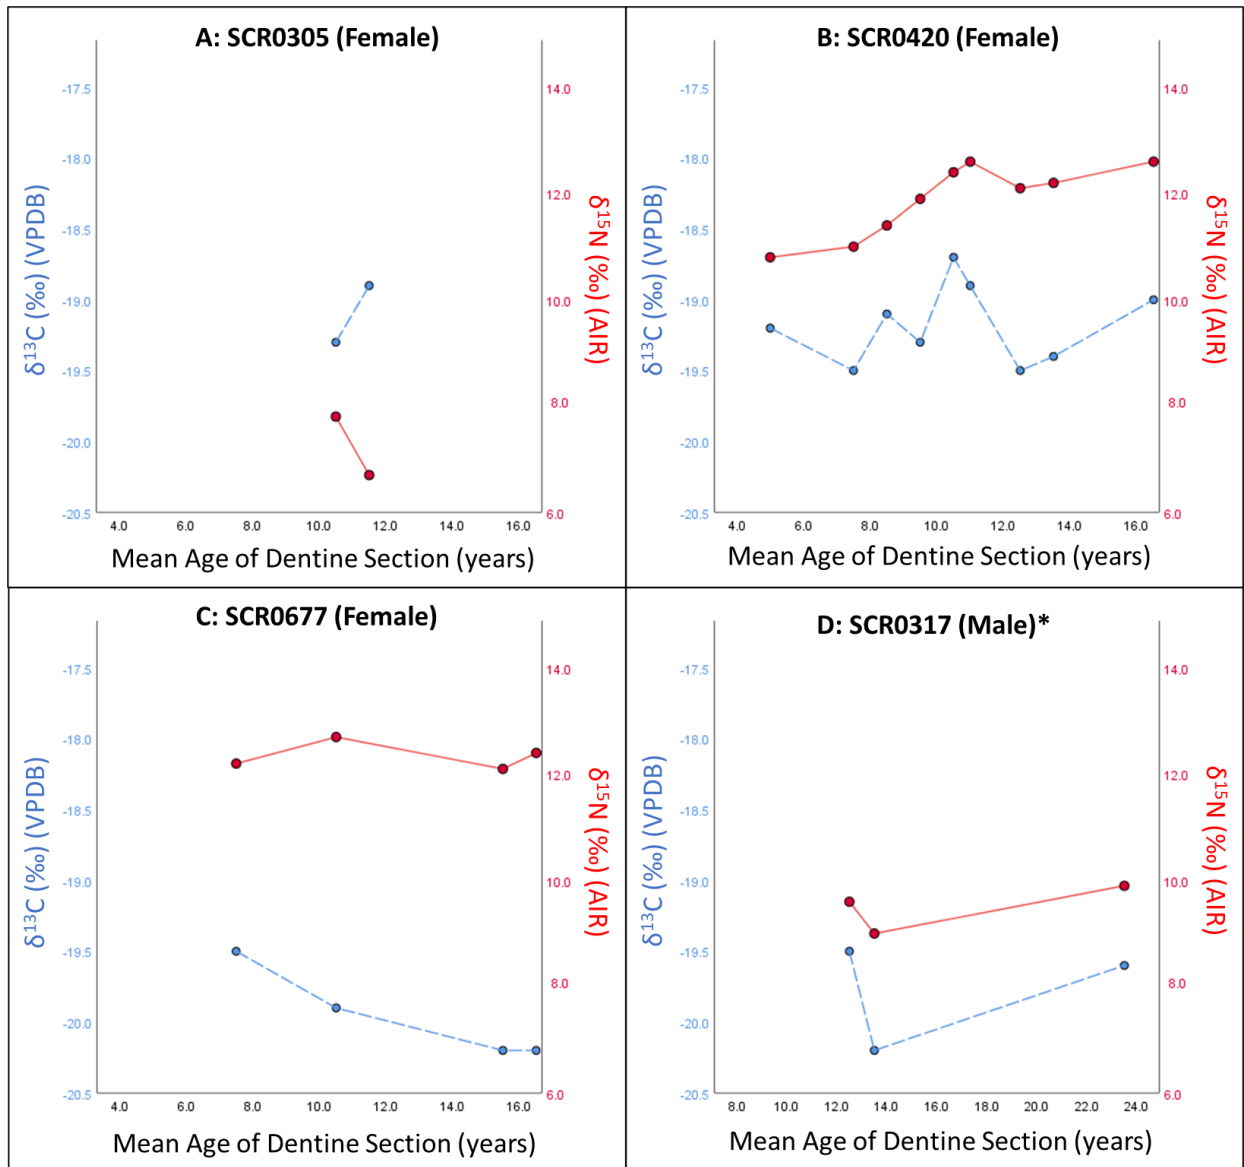 A: SCR0305 (Female)
-17.5
-18.0
-18.5
-19.0
-19.5
-20.0
-20.5
δ13C (‰) (VPDB)
14.0
12.0
10.0
8.0
6.0
δ15N (‰) (AIR)
4.0 6.0 8.0 10.0 12.0 14.0 16.0
Mean Age of Dentine Section (years)
B: SCR0420 (Female)
-17.5
-18.0
-18.5
-19.0
-19.5
-20.0
-20.5
δ13C (‰) (VPDB)
14.0
12.0
10.0
8.0
6.0
δ15N (‰) (AIR)
4.0 6.0 8.0 10.0 12.0 14.0 16.0
Mean Age of Dentine Section (years)
C: SCR0677 (Female)
-17.5
-18.0
-18.5
-19.0
-19.5
-20.0
-20.5
δ13C (‰) (VPDB)
14.0
12.0
10.0
8.0
6.0
δ15N (‰) (AIR)
4.0 6.0 8.0 10.0 12.0 14.0 16.0
Mean Age of Dentine Section (years)
D: SCR0317 (Male)*
-17.5
-18.0
-18.5
-19.0
-19.5
-20.0
-20.5
δ13C (‰) (VPDB)
14.0
12.0
10.0
8.0
6.0
δ15N (‰) (AIR)
8.0 10.0 12.0 14.0 16.0 18.0 20.0 22.0 24.0
Mean Age of Dentine Section (years)